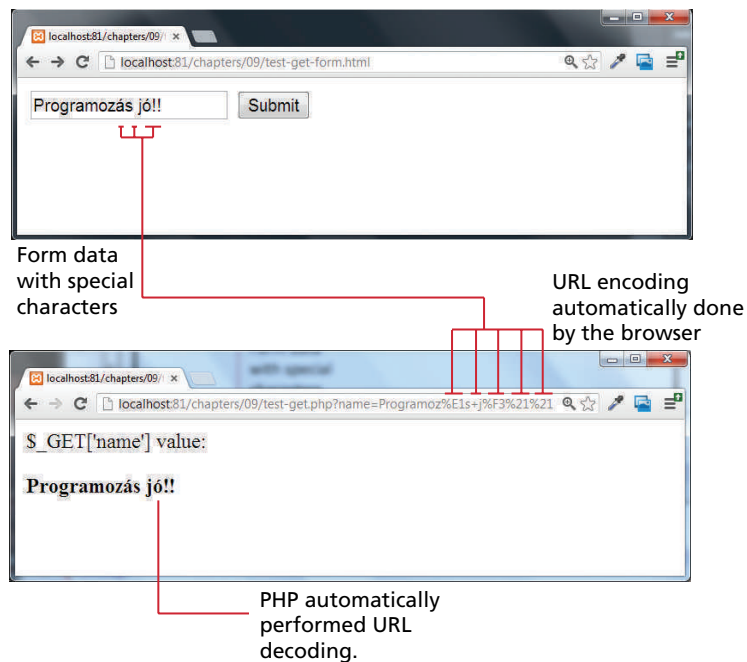 localhost:81/chapters/09/
localhost:81/chapters/09/test-get-form.html
Programozás jó!! Submit
Form data
with special
characters
URL encoding
automatically done
by the browser
localhost:81/chapters/09/
localhost:81/chapters/09/test-get.php?name=Programoz%E1s+j%F3%21%21
$_GET['name'] value:
Programozás jó!!
PHP automatically
performed URL
decoding.